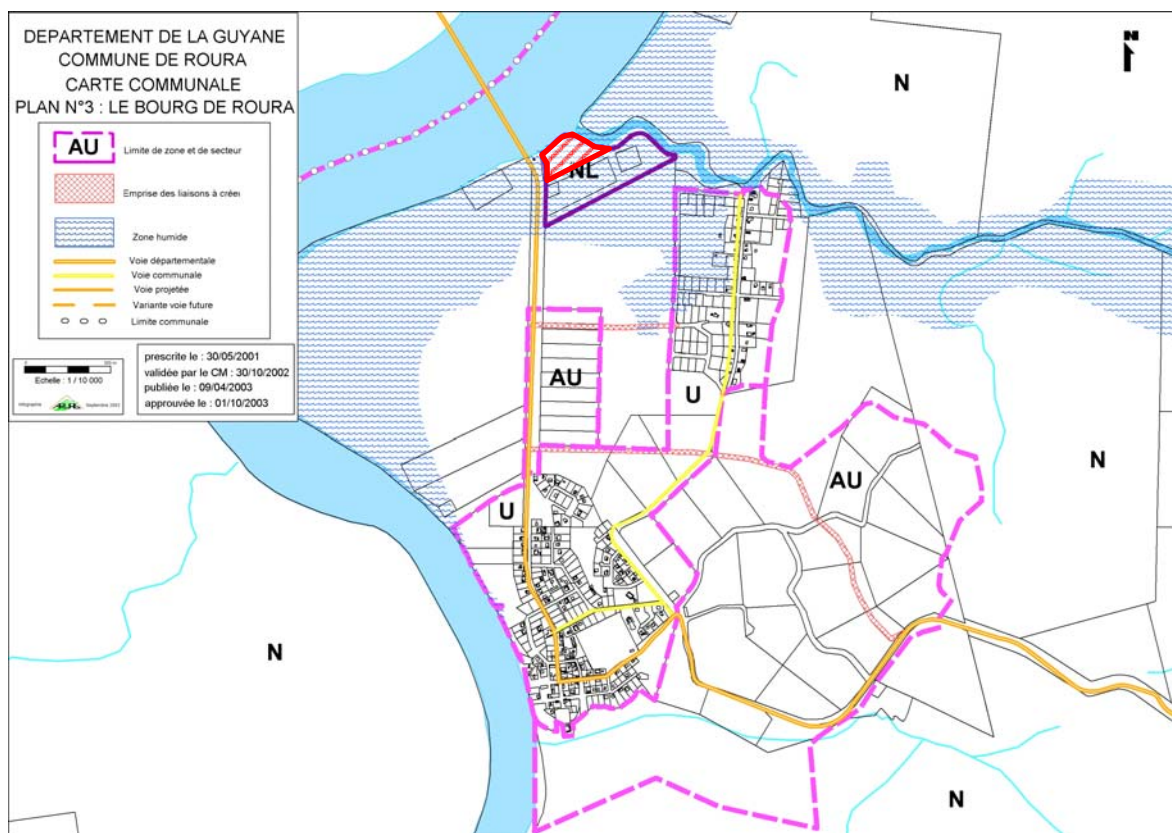 DEPARTEMENT DE LA GUYANE
COMMUNE DE ROURA
CARTE COMMUNALE
PLAN N°3 : LE BOURG DE ROURA
AU
Limite de zone et de secteur
Emprise des liaisons à créer
Zone humide
Voie départementale
Voie communale
Voie projetée
Variante voie future
Limite communale
Echelle : 1 / 10 000
prescrite le : 30/05/2001
validée par le CM : 30/10/2002
publiée le : 09/04/2003
approuvée le : 01/10/2003
N
N
NL
AU
U
AU
N
U
N
N